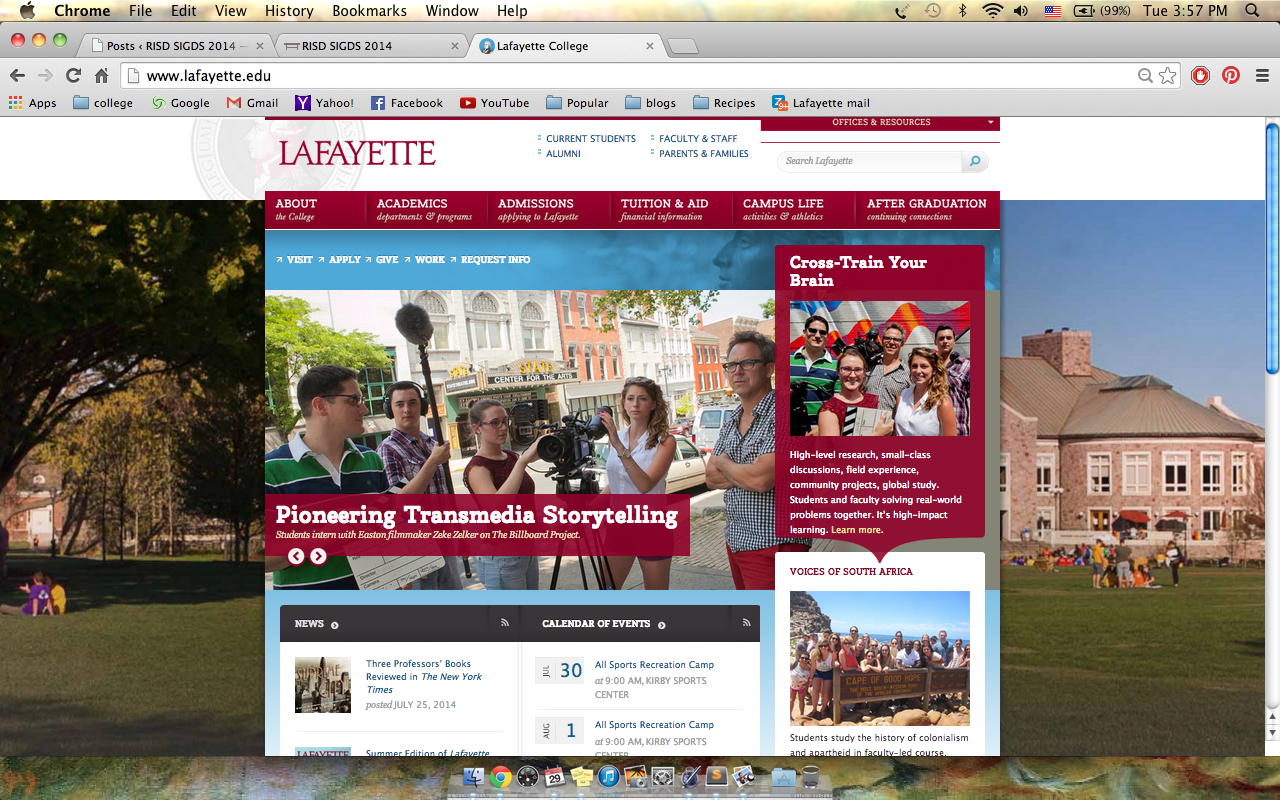 Chrome File Edit View History Bookmarks Window Help (99%) Tue 3:57 PM
Posts ‹ RISD SIGDS 2014 — RISD SIGDS 2014 Lafayette College
www.lafayette.edu
Apps college Google Gmail Yahoo! Facebook YouTube Popular blogs Recipes Lafayette mail
OFFICES & RESOURCES
LAFAYETTE
CURRENT STUDENTS FACULTY & STAFF
ALUMNI PARENTS & FAMILIES
Search Lafayette
ABOUT ACADEMICS ADMISSIONS TUITION & AID CAMPUS LIFE AFTER GRADUATION
the College departments & programs applying to Lafayette financial information activities & athletics continuing connections
VISIT APPLY GIVE WORK REQUEST INFO
Cross-Train Your
Brain
STATE
CENTER FOR THE ARTS
High-level research, small-class
discussions, field experience,
community projects, global study.
Students and faculty solving real-world
problems together. It's high-impact
learning. Learn more.
Pioneering Transmedia Storytelling
Students intern with Easton filmmaker Zeke Zelker on The Billboard Project.
VOICES OF SOUTH AFRICA
CAPE OF GOOD HOPE
Students study the history of colonialism
and apartheid in faculty-led course.
NEWS
Three Professors' Books
Reviewed in The New York
Times
posted JULY 25, 2014
LAFAYETTE
Summer Edition of Lafayette
CALENDAR OF EVENTS
JUL 30 All Sports Recreation Camp
at 9:00 AM, KIRBY SPORTS
CENTER
AUG 1 All Sports Recreation Camp
at 9:00 AM, KIRBY SPORTS
CENTER
29